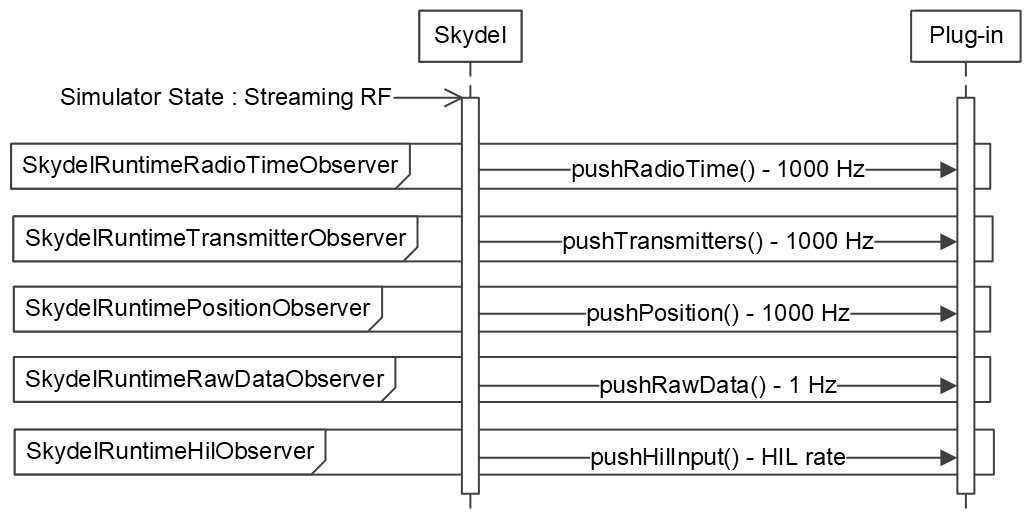 Skydel
Plug-in
Simulator State : Streaming RF
SkydelRuntimeRadioTimeObserver
pushRadioTime() - 1000 Hz
SkydelRuntimeTransmitterObserver
pushTransmitters() - 1000 Hz
SkydelRuntimePositionObserver
pushPosition() - 1000 Hz
SkydelRuntimeRawDataObserver
pushRawData() - 1 Hz
SkydelRuntimeHilObserver
pushHilInput() - HIL rate